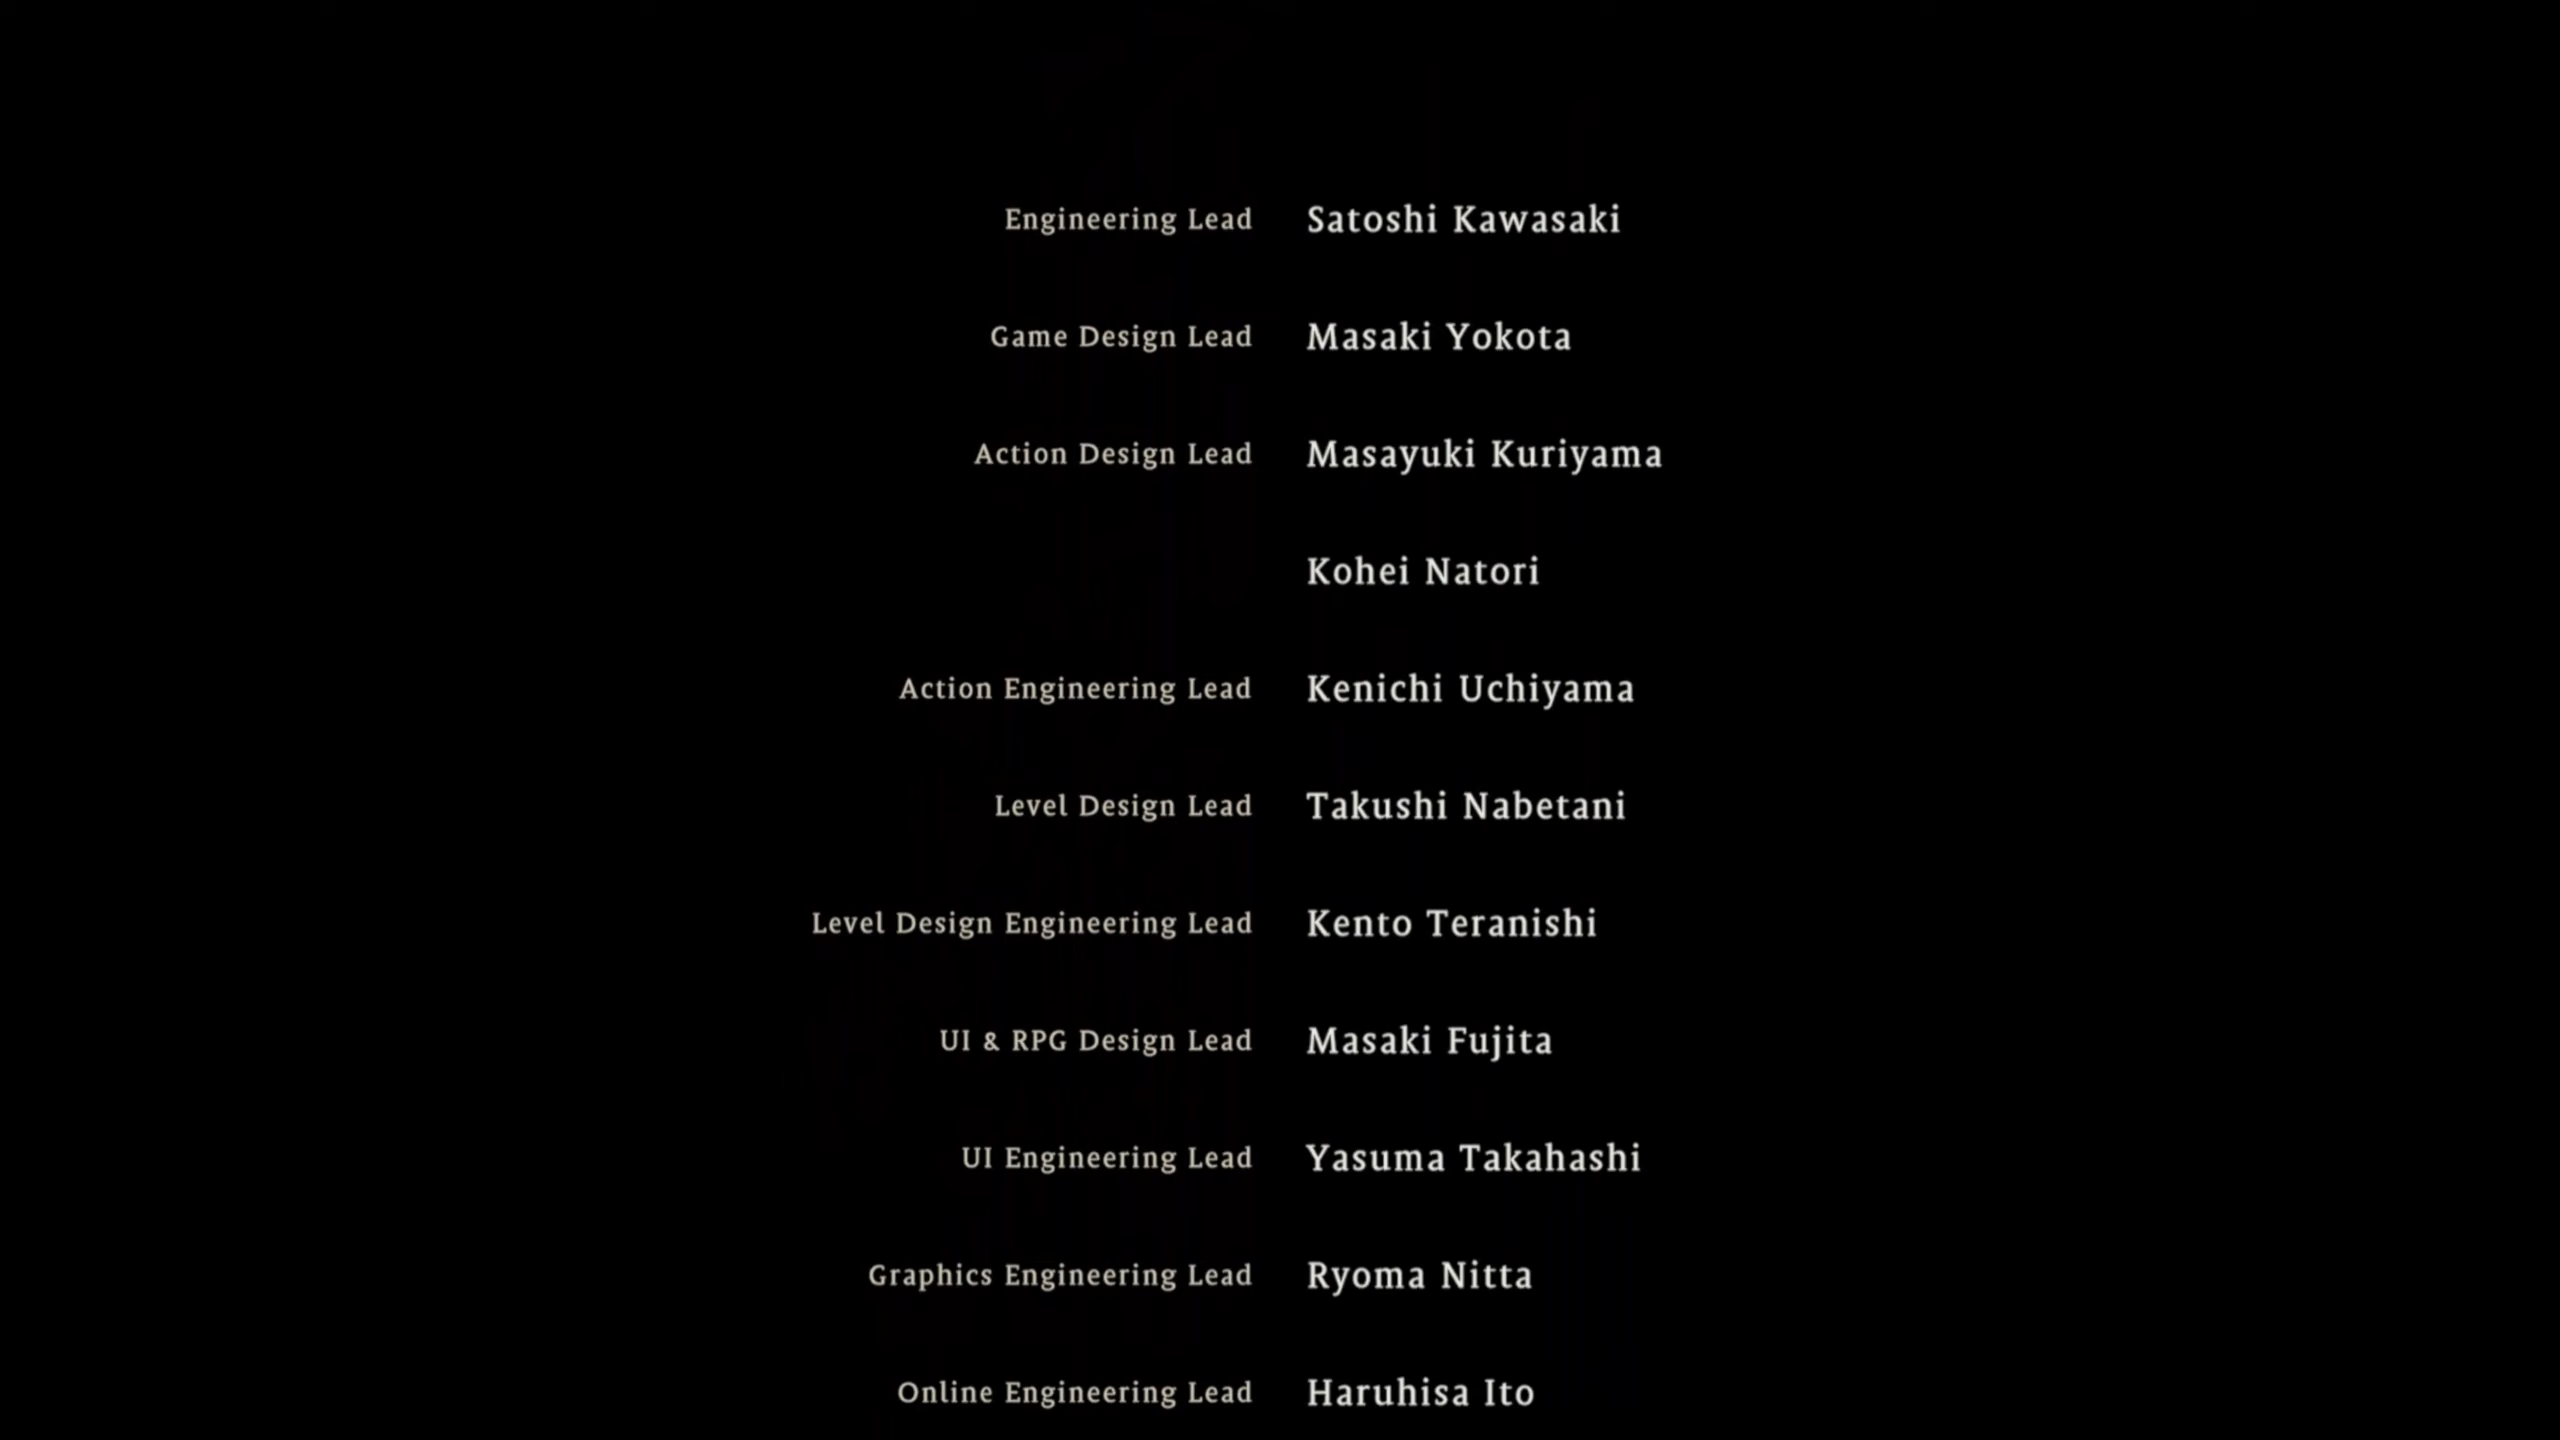 Engineering Lead Satoshi Kawasaki
Game Design Lead Masaki Yokota
Action Design Lead Masayuki Kuriyama
Kohei Natori
Action Engineering Lead Kenichi Uchiyama
Level Design Lead Takushi Nabetani
Level Design Engineering Lead Kento Teranishi
UI & RPG Design Lead Masaki Fujita
UI Engineering Lead Yasuma Takahashi
Graphics Engineering Lead Ryoma Nitta
Online Engineering Lead Haruhisa Ito